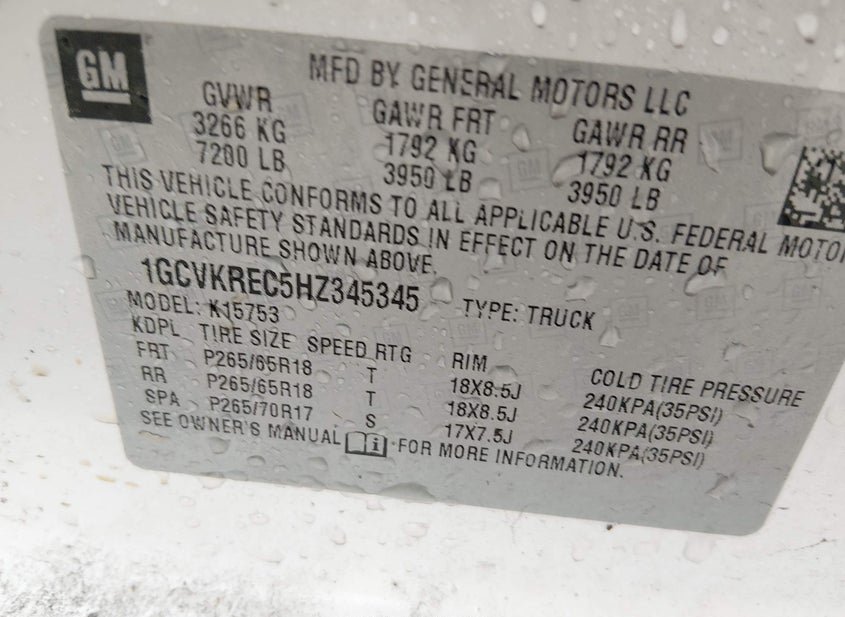 GM
MFD BY GENERAL MOTORS LLC
GVWR GAWR FRT GAWR RR
3266 KG 1792 KG 1792 KG
7200 LB 3950 LB 3950 LB
THIS VEHICLE CONFORMS TO ALL APPLICABLE U.S. FEDERAL MOTO
VEHICLE SAFETY STANDARDS IN EFFECT ON THE DATE OF
MANUFACTURE SHOWN ABOVE.
1GCVKREC5HZ345345 TYPE: TRUCK
MODEL: K15753
KDPL TIRE SIZE SPEED RTG RIM COLD TIRE PRESSURE
FRT P265/65R18 T 18X8.5J 240KPA(35PSI)
RR P265/65R18 T 18X8.5J 240KPA(35PSI)
SPA P265/70R17 S 17X7.5J 240KPA(35PSI)
SEE OWNER'S MANUAL FOR MORE INFORMATION.